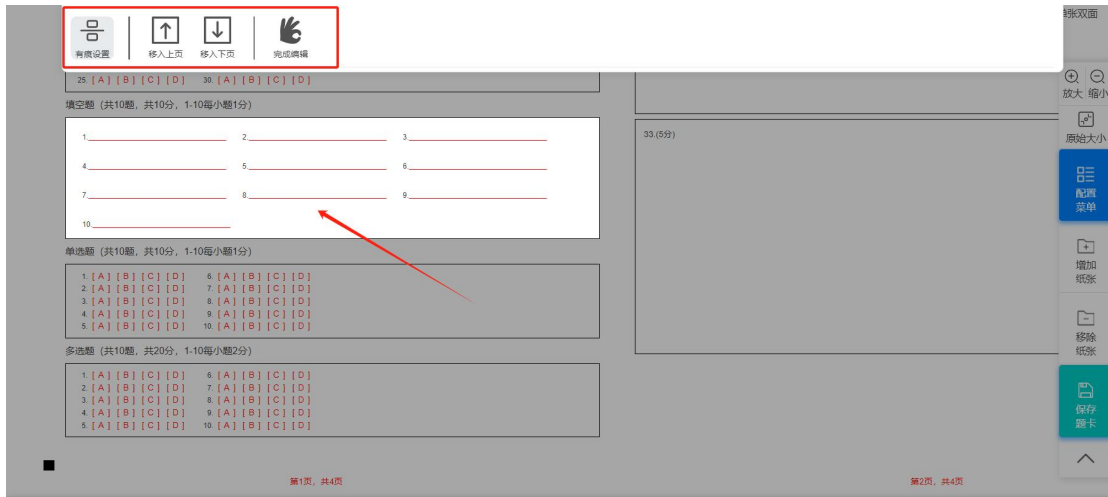 有痕设置 移入上页 移入下页 完成编辑
25. [ A ] [ B ] [ C ] [ D ] 30. [ A ] [ B ] [ C ] [ D ]
填空题 (共10题，共10分，1-10每小题1分)
1. 2. 3.
4. 5. 6.
7. 8. 9.
10.
单选题 (共10题，共10分，1-10每小题1分)
1. [ A ] [ B ] [ C ] [ D ] 6. [ A ] [ B ] [ C ] [ D ]
2. [ A ] [ B ] [ C ] [ D ] 7. [ A ] [ B ] [ C ] [ D ]
3. [ A ] [ B ] [ C ] [ D ] 8. [ A ] [ B ] [ C ] [ D ]
4. [ A ] [ B ] [ C ] [ D ] 9. [ A ] [ B ] [ C ] [ D ]
5. [ A ] [ B ] [ C ] [ D ] 10. [ A ] [ B ] [ C ] [ D ]
多选题 (共10题，共20分，1-10每小题2分)
1. [ A ] [ B ] [ C ] [ D ] 6. [ A ] [ B ] [ C ] [ D ]
2. [ A ] [ B ] [ C ] [ D ] 7. [ A ] [ B ] [ C ] [ D ]
3. [ A ] [ B ] [ C ] [ D ] 8. [ A ] [ B ] [ C ] [ D ]
4. [ A ] [ B ] [ C ] [ D ] 9. [ A ] [ B ] [ C ] [ D ]
5. [ A ] [ B ] [ C ] [ D ] 10. [ A ] [ B ] [ C ] [ D ]
第1页，共4页
33.(5分)
第2页，共4页
张双面
放大 缩小
原始大小
配置
菜单
增加
纸张
移除
纸张
保存
题卡